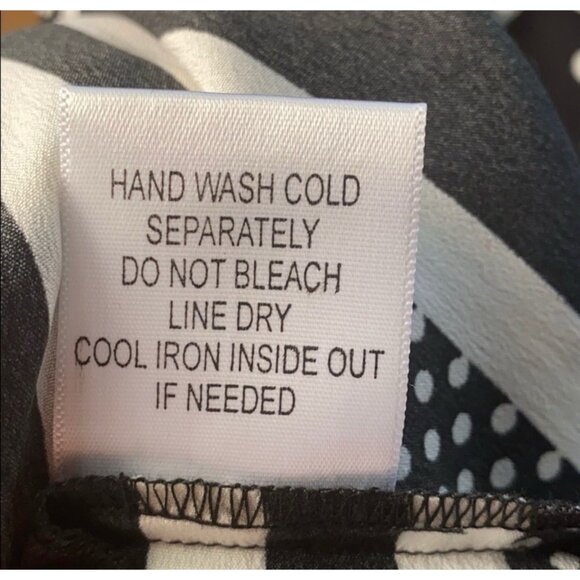 HAND WASH COLD
SEPARATELY
DO NOT BLEACH
LINE DRY
COOL IRON INSIDE OUT
IF NEEDED